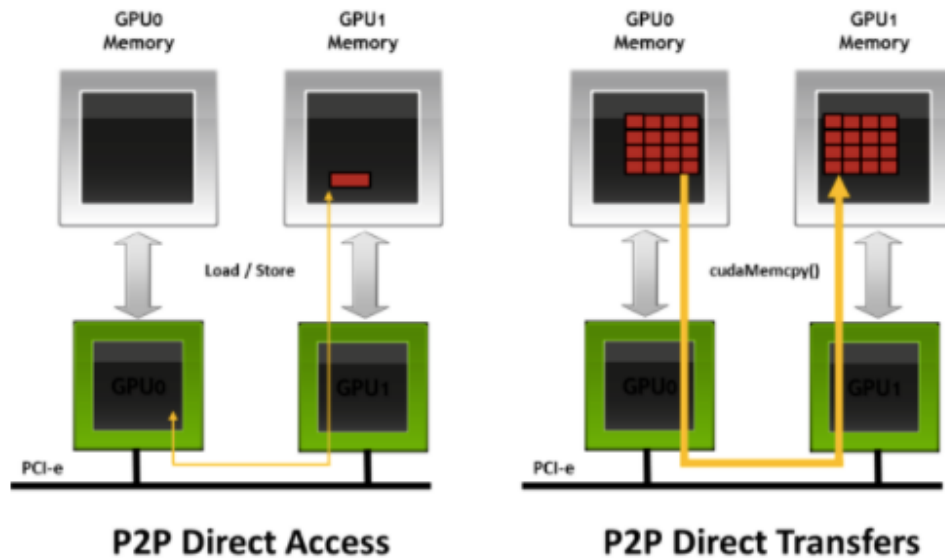 GPU0
Memory
GPU1
Memory
Load / Store
GPU0
GPU1
PCI-e
P2P Direct Access
GPU0
Memory
GPU1
Memory
cudaMemcpy()
GPU0
GPU1
PCI-e
P2P Direct Transfers